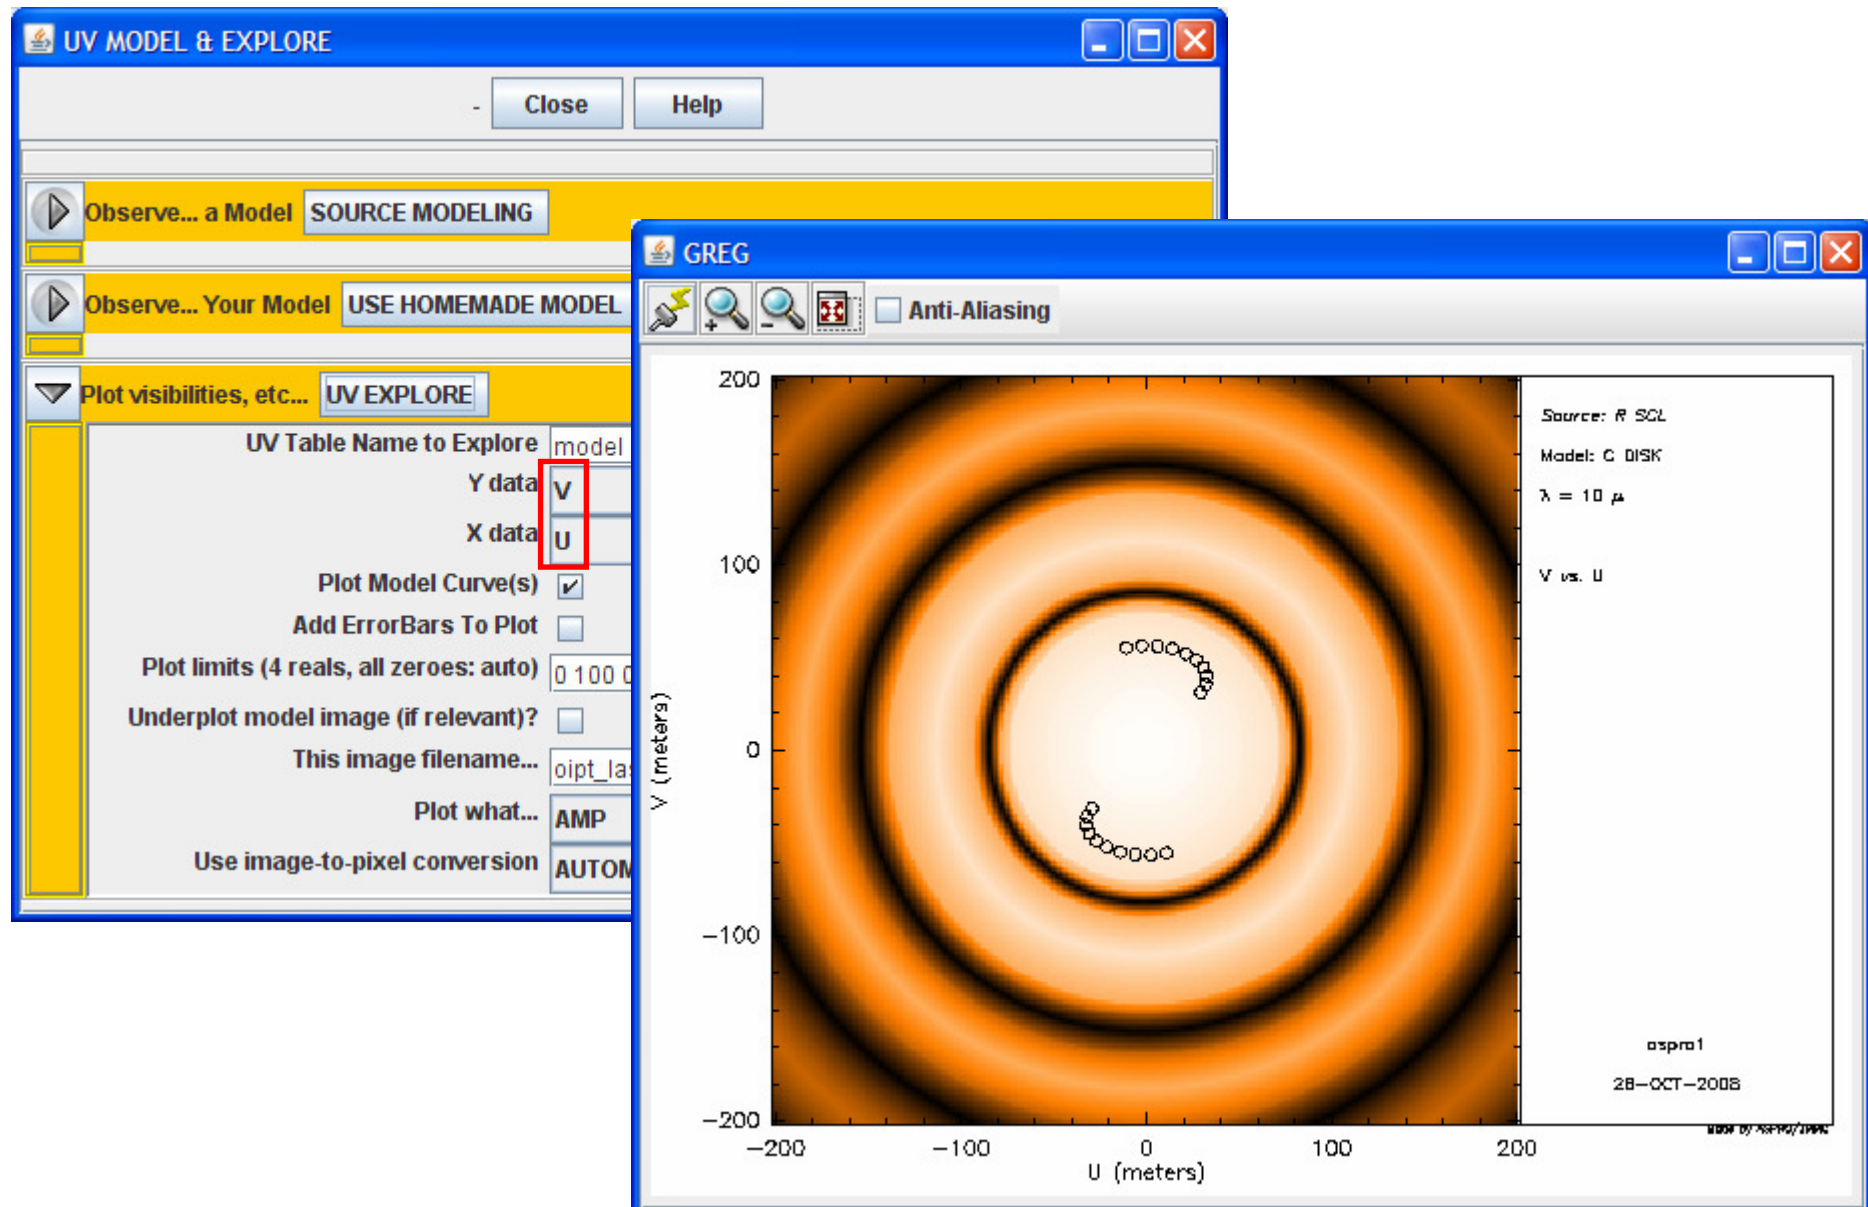 UV MODEL & EXPLORE
- Close Help
Observe... a Model SOURCE MODELING
Observe... Your Model USE HOMEMADE MODEL
Plot visibilities, etc... UV EXPLORE
UV Table Name to Explore model
Y data V
X data U
Plot Model Curve(s)
Add ErrorBars To Plot
Plot limits (4 reals, all zeroes: auto) 0 100 0
Underplot model image (if relevant)?
This image filename... oipt_las
Plot what... AMP
Use image-to-pixel conversion AUTOM
GREG
Anti-Aliasing
200
100
0
-100
-200
V (meters)
-200 -100 0 100 200
U (meters)
Source: R SCL
Model: C DISK
λ = 10 μ
V vs. U
aspro1
28-OCT-2008